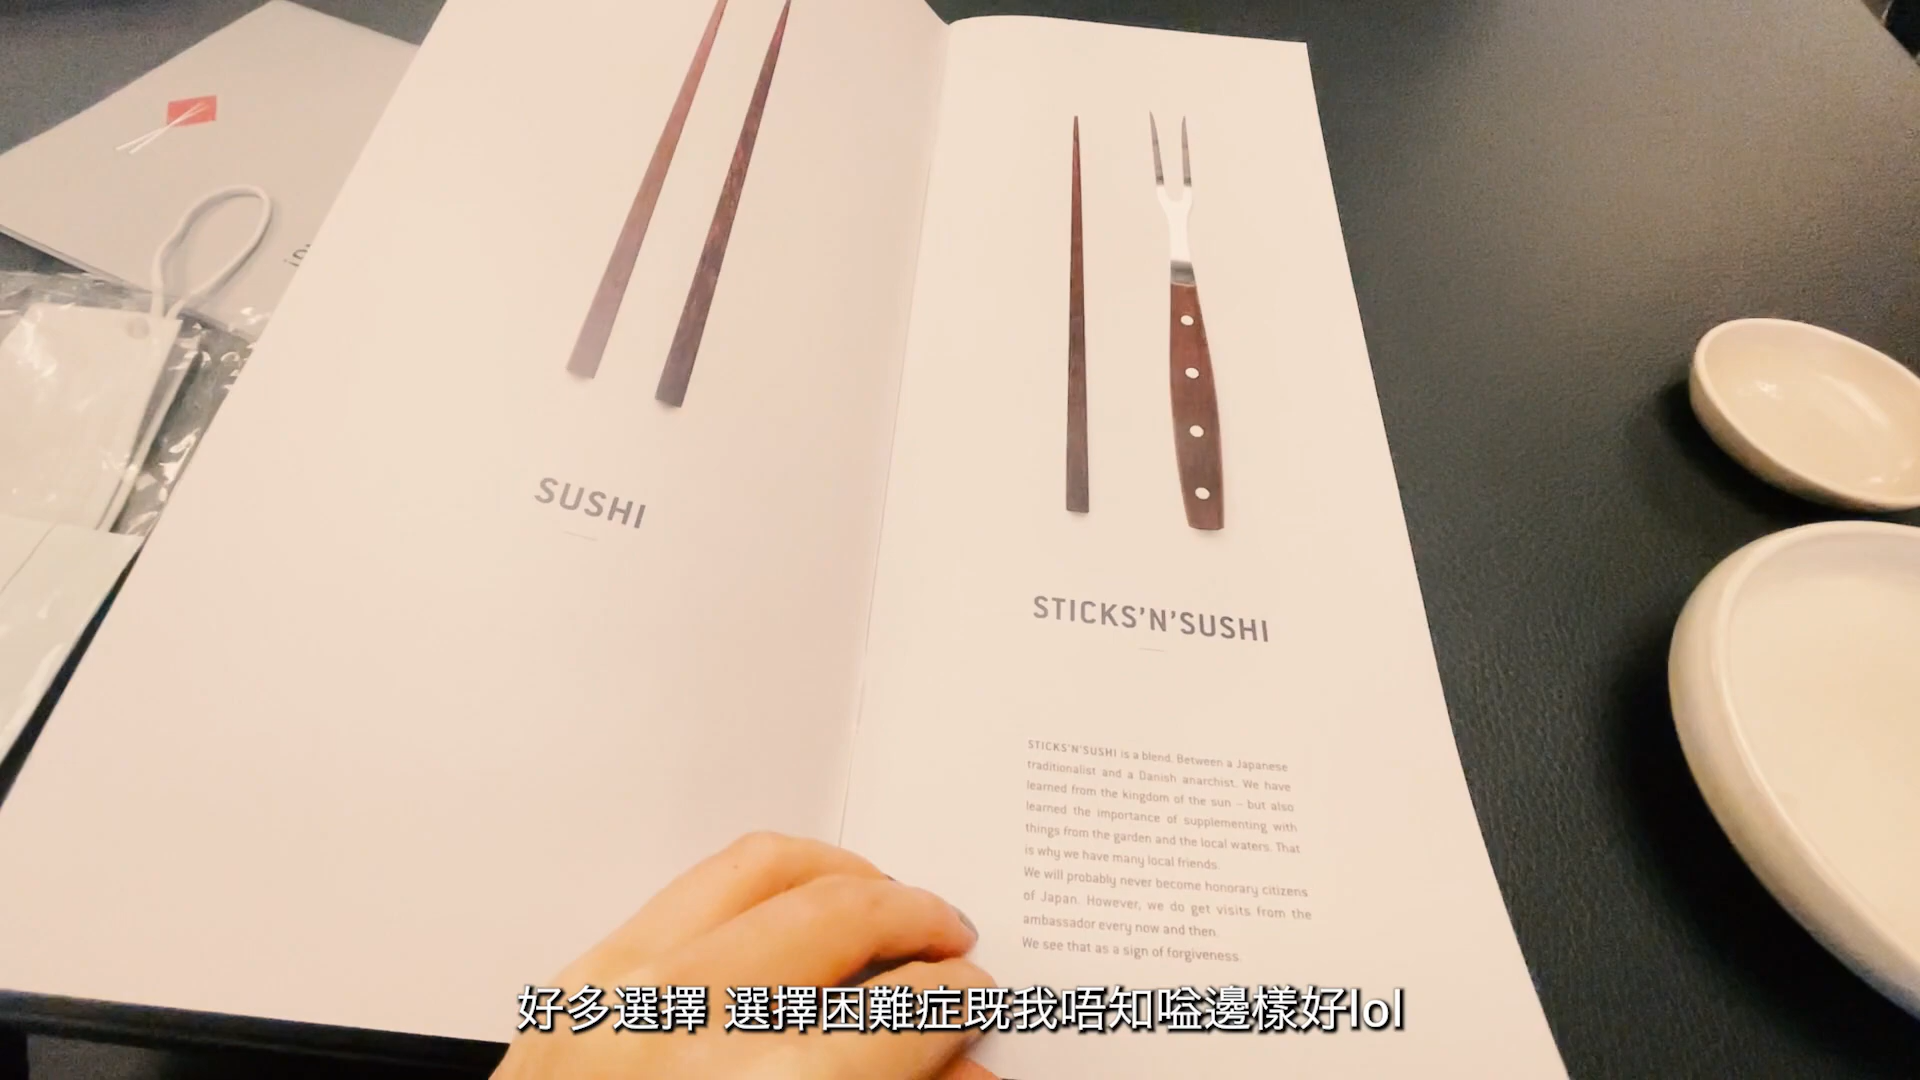 SUSHI
STICKS'N'SUSHI
STICKS'N'SUSHI is a blend. Between a Japanese
traditionalist and a Danish anarchist. We have
learned from the kingdom of the sun – but also
learned the importance of supplementing with
things from the garden and the local waters. That
is why we have many local friends.
We will probably never become honorary citizens
of Japan. However, we do get visits from the
ambassador every now and then.
We see that as a sign of forgiveness.
好多選擇 選擇困難症既我唔知嗌邊樣好lol